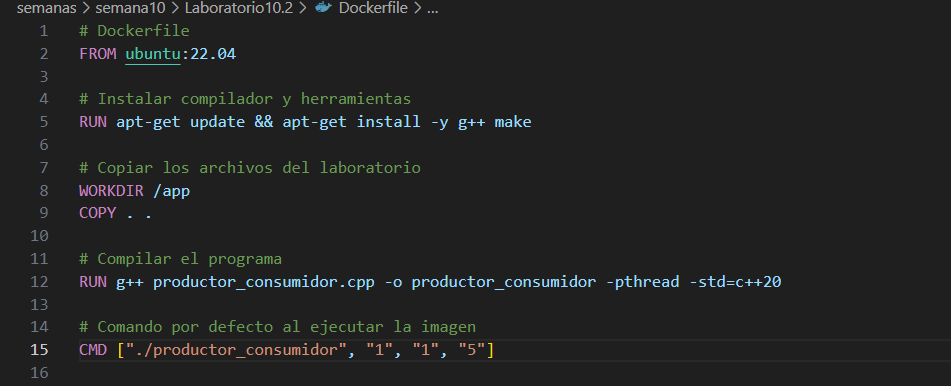 semanas > semana10 > Laboratorio10.2 > Dockerfile > ...
1 # Dockerfile
2 FROM ubuntu:22.04
3
4 # Instalar compilador y herramientas
5 RUN apt-get update && apt-get install -y g++ make
6
7 # Copiar los archivos del laboratorio
8 WORKDIR /app
9 COPY . .
10
11 # Compilar el programa
12 RUN g++ productor_consumidor.cpp -o productor_consumidor -pthread -std=c++20
13
14 # Comando por defecto al ejecutar la imagen
15 CMD ["./productor_consumidor", "1", "1", "5"]
16